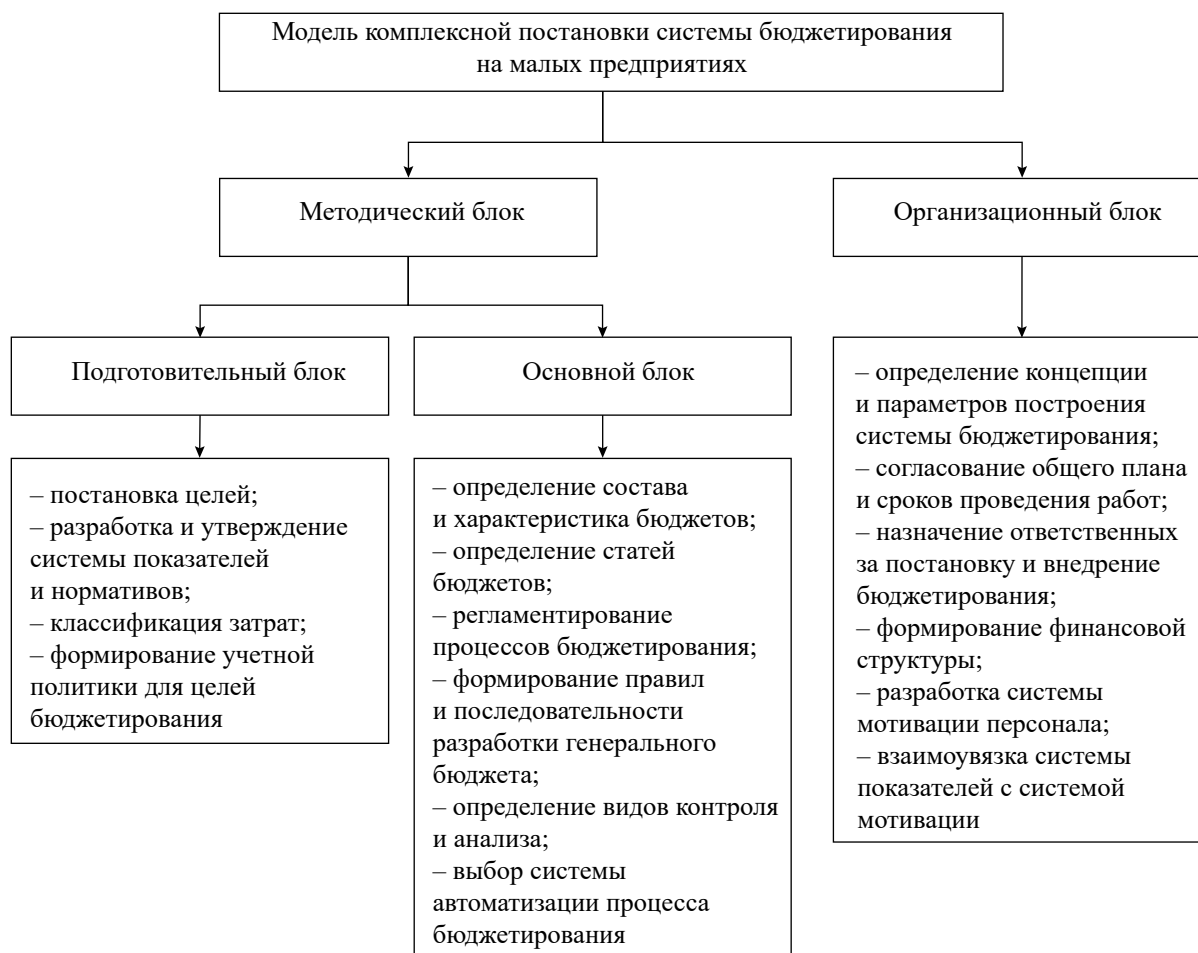 Модель комплексной постановки системы бюджетирования
на малых предприятиях
Методический блок
Организационный блок
Подготовительный блок
Основной блок
– постановка целей;
– разработка и утверждение
системы показателей
и нормативов;
– классификация затрат;
– формирование учетной
политики для целей
бюджетирования
– определение состава
и характеристика бюджетов;
– определение статей
бюджетов;
– регламентирование
процессов бюджетирования;
– формирование правил
и последовательности
разработки генерального
бюджета;
– определение видов контроля
и анализа;
– выбор системы
автоматизации процесса
бюджетирования
– определение концепции
и параметров построения
системы бюджетирования;
– согласование общего плана
и сроков проведения работ;
– назначение ответственных
за постановку и внедрение
бюджетирования;
– формирование финансовой
структуры;
– разработка системы
мотивации персонала;
– взаимоувязка системы
показателей с системой
мотивации